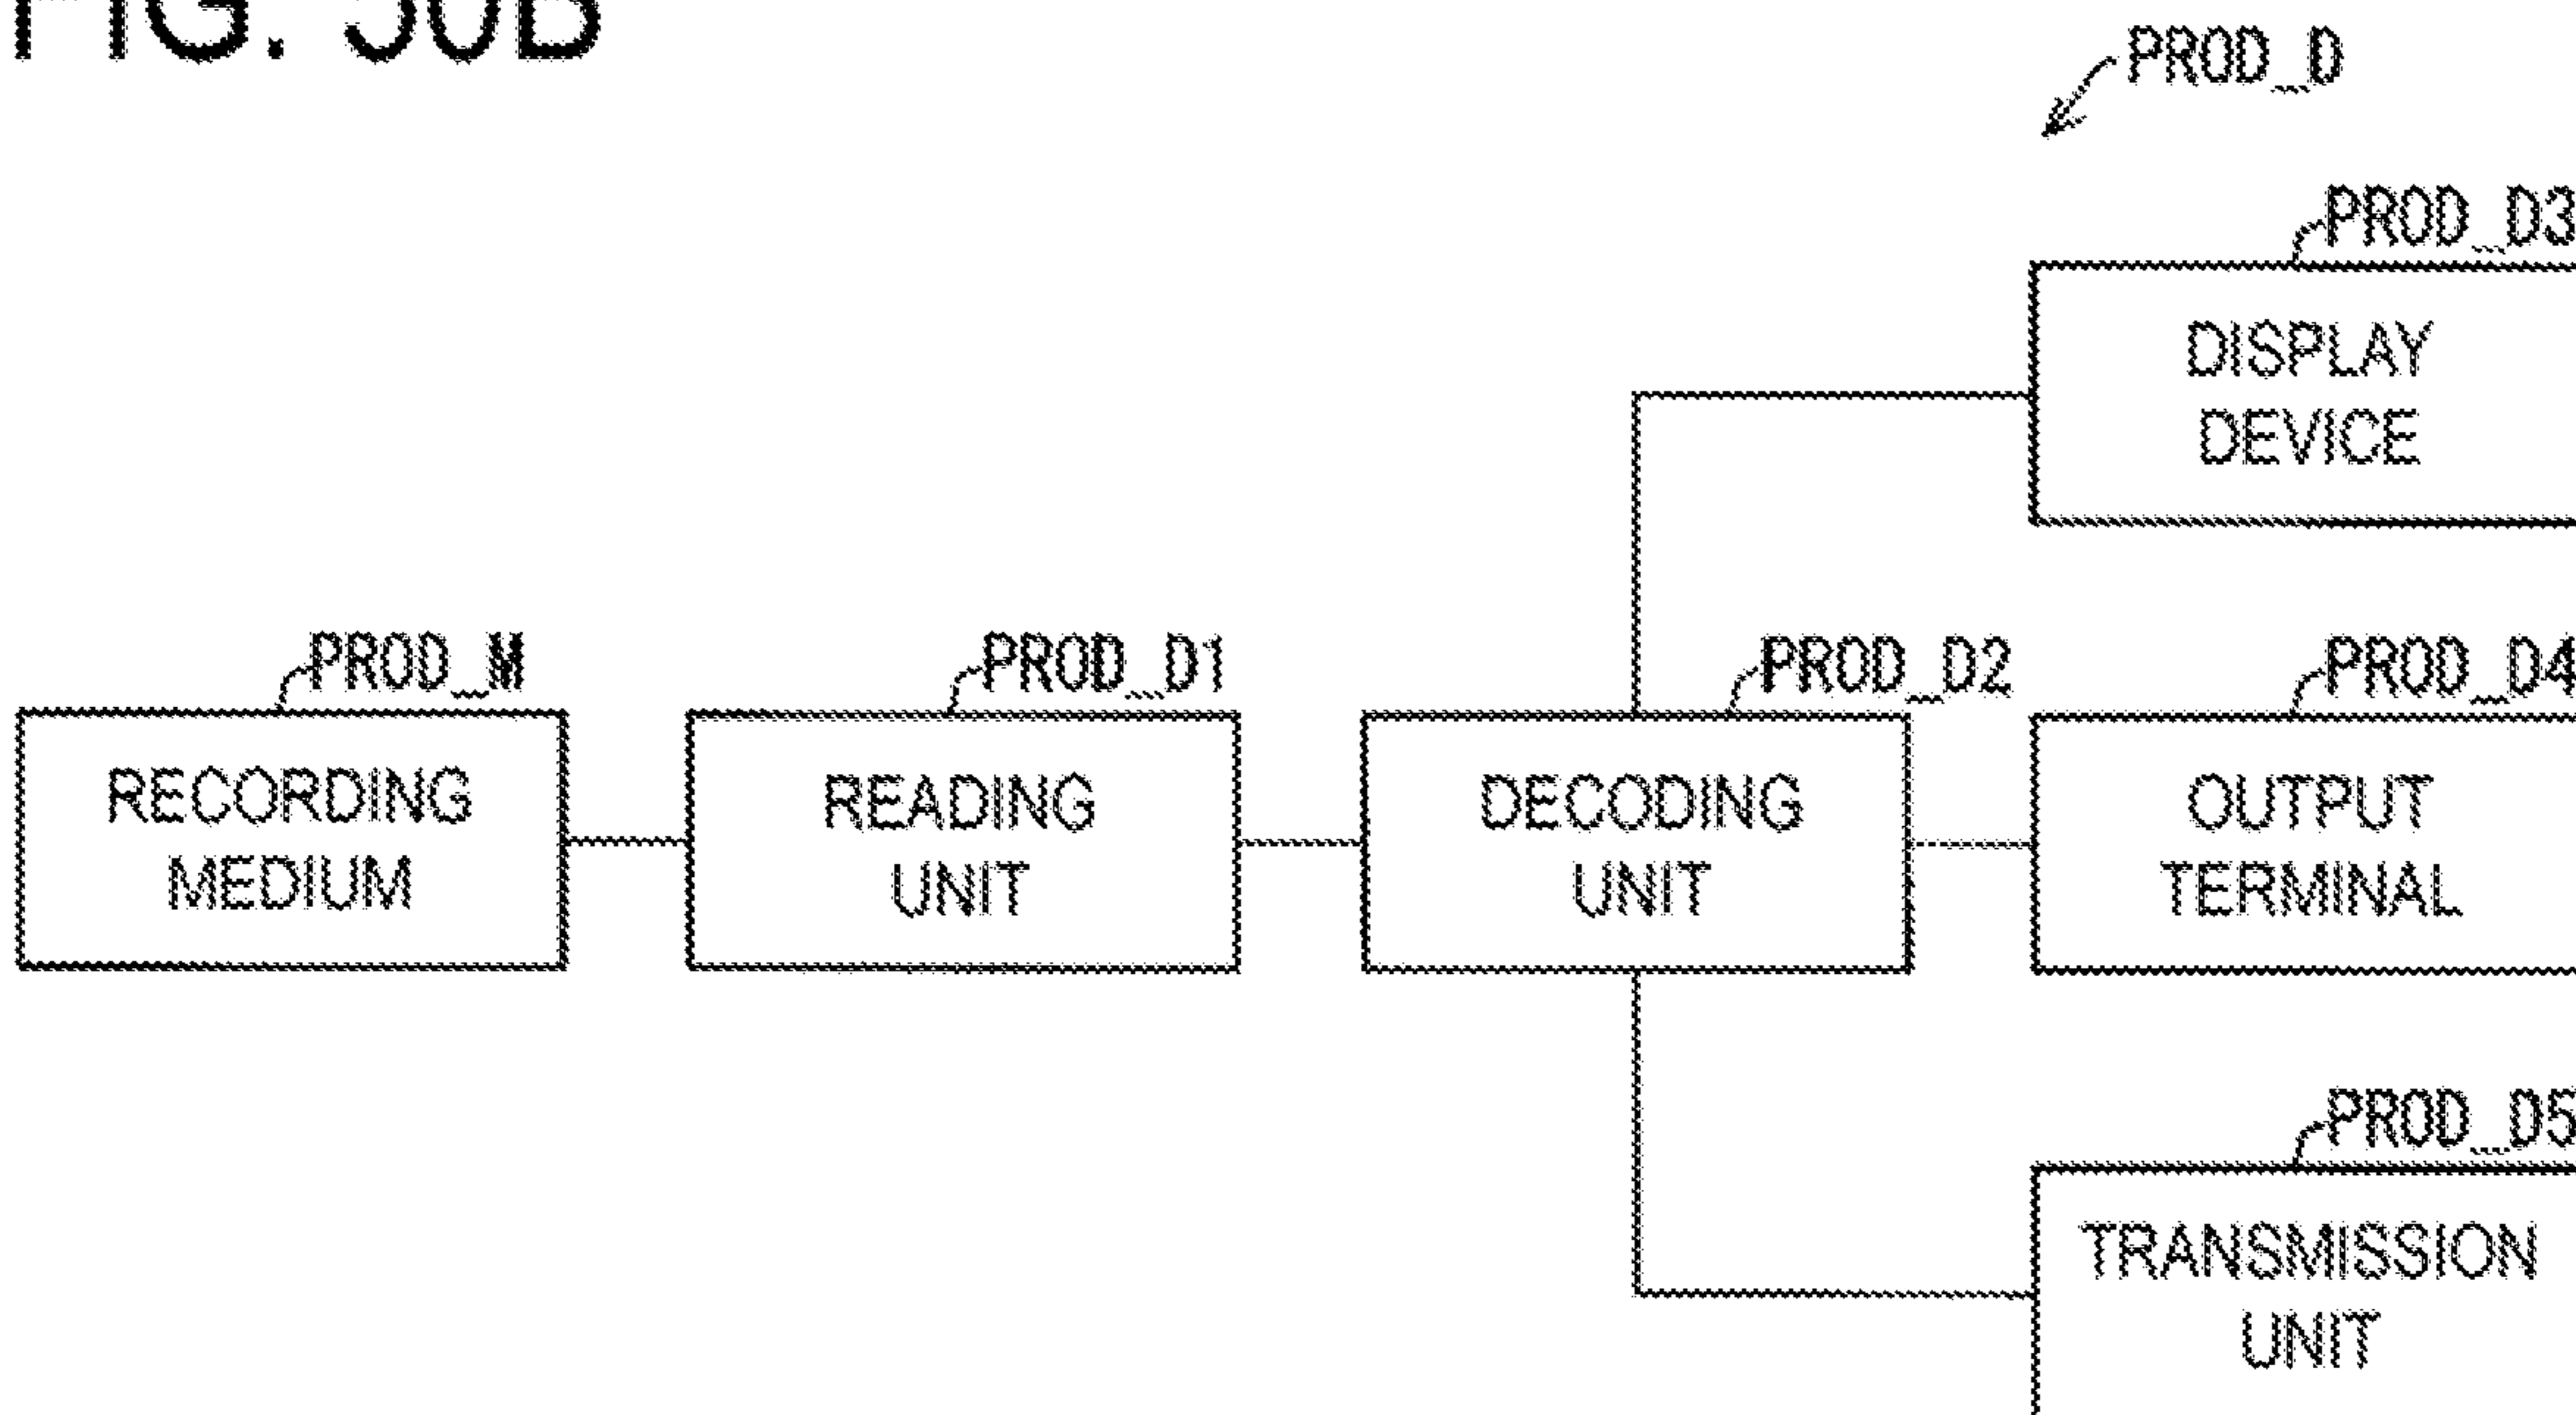 FIG.
PROD_D
PROD_D3
DISPLAY
DEVICE
PROD_M
PROD_D1
PROD_D2
PROD_D4
RECORDING
MEDIUM
READING
UNIT
DECODING
UNIT
OUTPUT
TERMINAL
PROD_D5
TRANSMISSION
UNIT